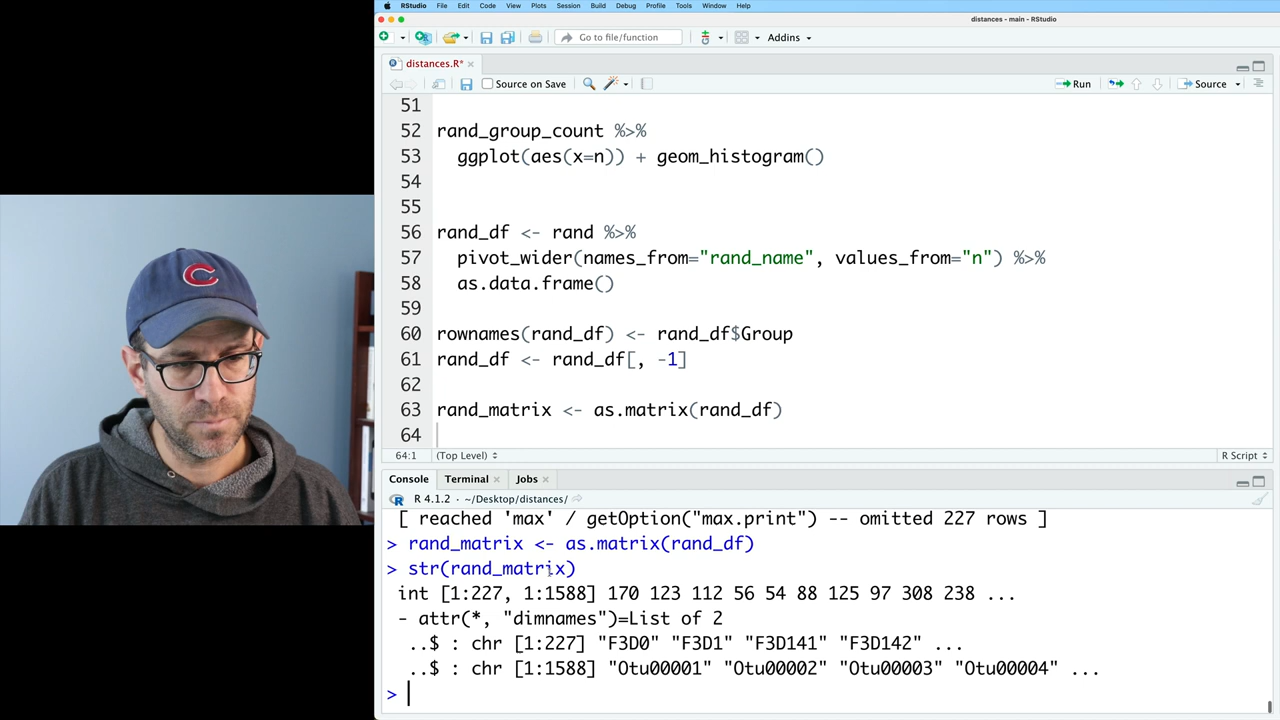 RStudio File Edit Code View Plots Session Build Debug Profile Tools Window Help
distances - main - RStudio
Go to file/function Addins
distances.R*
Source on Save Run Source
51
52 rand_group_count %>%
53 ggplot(aes(x=n)) + geom_histogram()
54
55
56 rand_df <- rand %>%
57 pivot_wider(names_from="rand_name", values_from="n") %>%
58 as.data.frame()
59
60 rownames(rand_df) <- rand_df$Group
61 rand_df <- rand_df[, -1]
62
63 rand_matrix <- as.matrix(rand_df)
64
64:1 (Top Level) R Script
Console Terminal Jobs
R 4.1.2 · ~/Desktop/distances/
[ reached 'max' / getOption("max.print") -- omitted 227 rows ]
> rand_matrix <- as.matrix(rand_df)
> str(rand_matrix)
int [1:227, 1:1588] 170 123 112 56 54 88 125 97 308 238 ...
- attr(*, "dimnames")=List of 2
..$ : chr [1:227] "F3D0" "F3D1" "F3D141" "F3D142" ...
..$ : chr [1:1588] "Otu00001" "Otu00002" "Otu00003" "Otu00004" ...
>
C